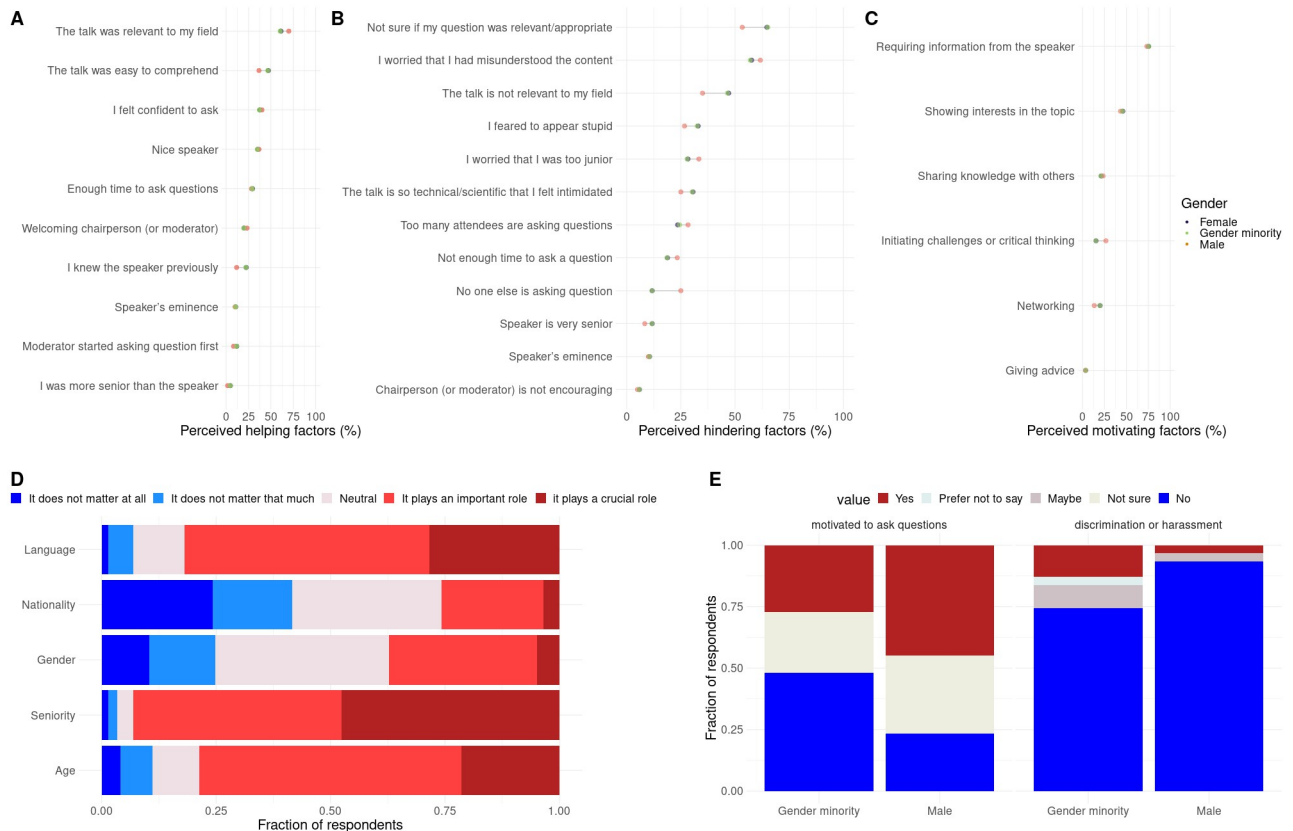 A
The talk was relevant to my field
The talk was easy to comprehend
I felt confident to ask
Nice speaker
Enough time to ask questions
Welcoming chairperson (or moderator)
I knew the speaker previously
Speaker's eminence
Moderator started asking question first
I was more senior than the speaker
0 25 50 75 100
Perceived helping factors (%)
B
Not sure if my question was relevant/appropriate
I worried that I had misunderstood the content
The talk is not relevant to my field
I feared to appear stupid
I worried that I was too junior
The talk is so technical/scientific that I felt intimidated
Too many attendees are asking questions
Not enough time to ask a question
No one else is asking question
Speaker is very senior
Speaker's eminence
Chairperson (or moderator) is not encouraging
0 25 50 75 100
Perceived hindering factors (%)
C
Requiring information from the speaker
Showing interests in the topic
Sharing knowledge with others
Initiating challenges or critical thinking
Networking
Giving advice
0 25 50 75 100
Perceived motivating factors (%)
Gender
Female
Gender minority
Male
D
It does not matter at all It does not matter that much Neutral It plays an important role it plays a crucial role
Language
Nationality
Gender
Seniority
Age
0.00 0.25 0.50 0.75 1.00
Fraction of respondents
E
value Yes Prefer not to say Maybe Not sure No
motivated to ask questions discrimination or harassment
1.00
0.75
0.50
0.25
0.00
Fraction of respondents
Gender minority Male Gender minority Male